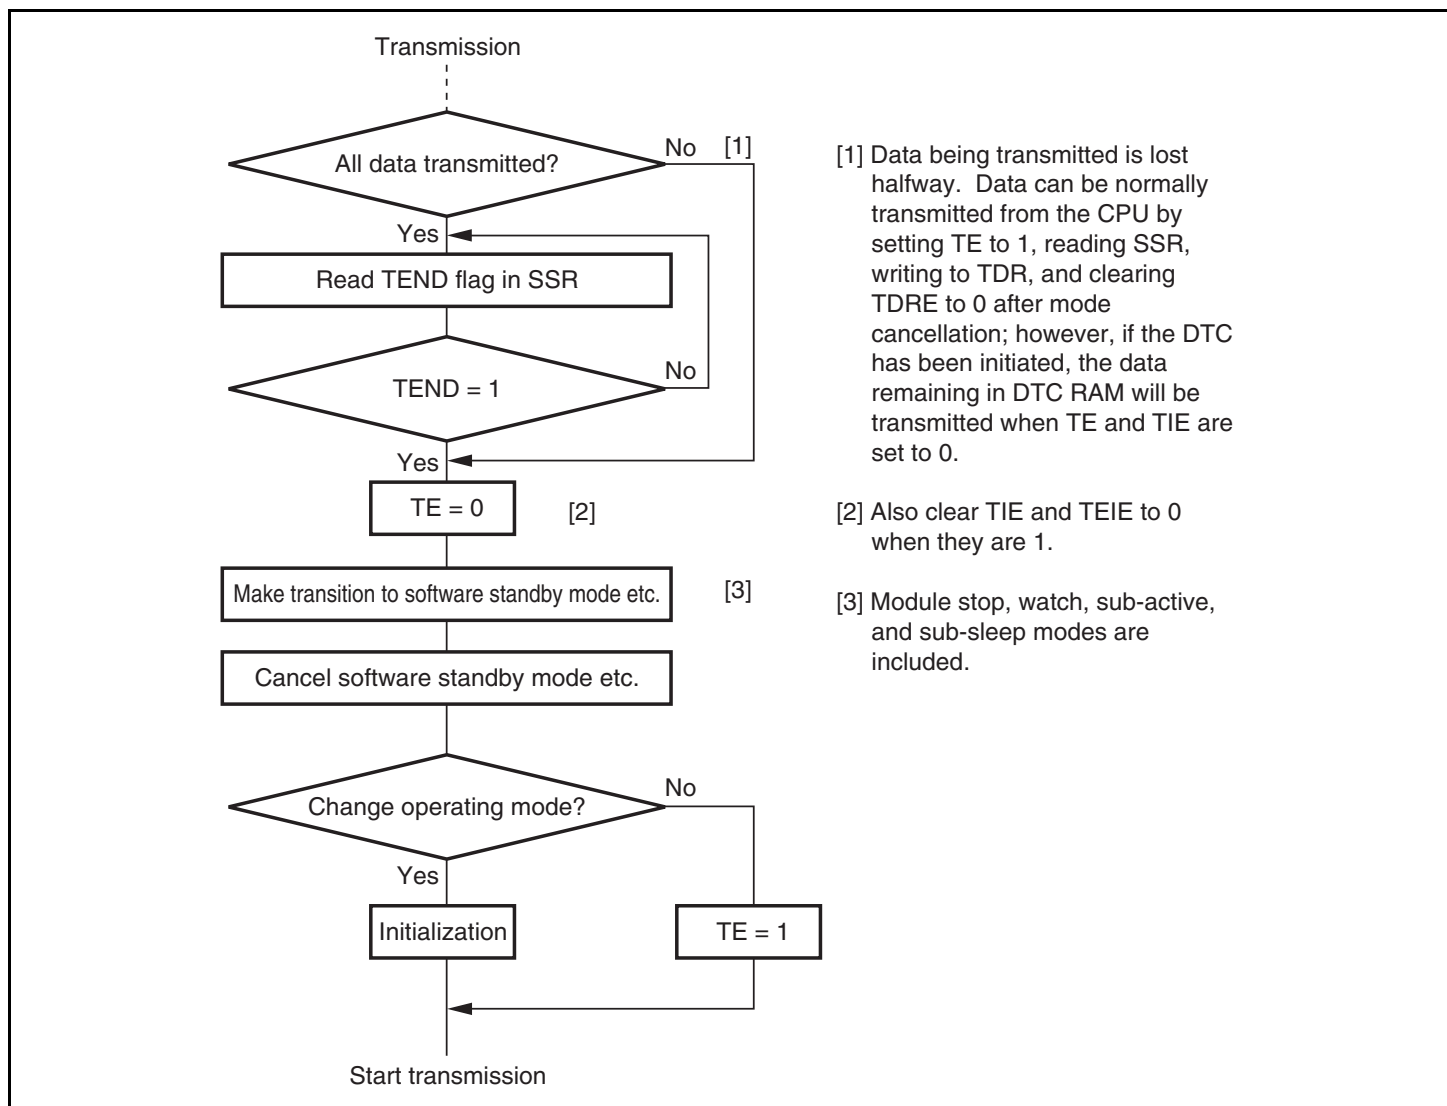 Transmission
All data transmitted?
No
[1]
Yes
Read TEND flag in SSR
TEND = 1
No
Yes
TE = 0
[2]
Make transition to software standby mode etc.
[3]
Cancel software standby mode etc.
Change operating mode?
No
Yes
Initialization
TE = 1
Start transmission
[1] Data being transmitted is lost
halfway.  Data can be normally
transmitted from the CPU by
setting TE to 1, reading SSR,
writing to TDR, and clearing
TDRE to 0 after mode
cancellation; however, if the DTC
has been initiated, the data
remaining in DTC RAM will be
transmitted when TE and TIE are
set to 0.
[2] Also clear TIE and TEIE to 0
when they are 1.
[3] Module stop, watch, sub-active,
and sub-sleep modes are
included.